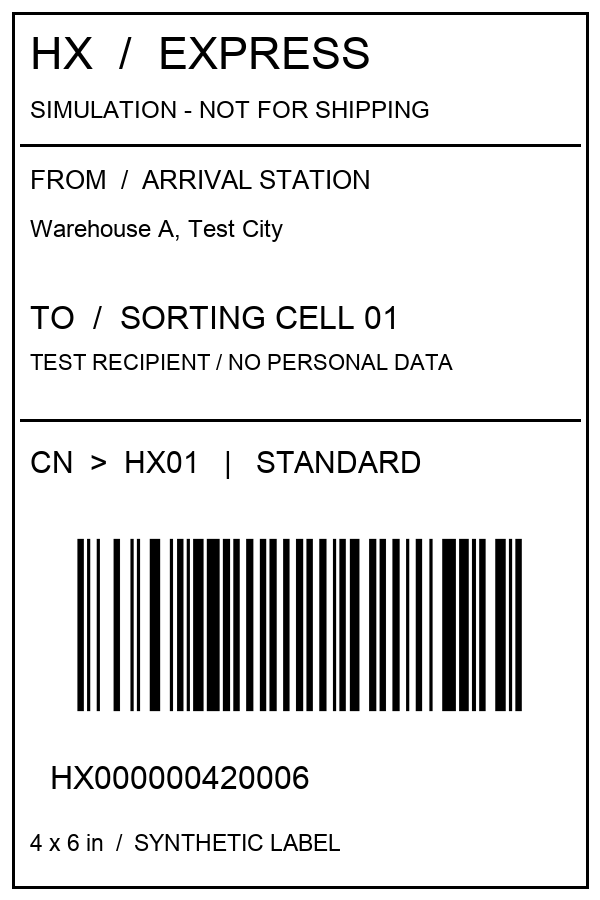 HX / EXPRESS
SIMULATION - NOT FOR SHIPPING
FROM / ARRIVAL STATION
Warehouse A, Test City
TO / SORTING CELL 01
TEST RECIPIENT / NO PERSONAL DATA
CN > HX01 | STANDARD
HX000000420006
4 x 6 in / SYNTHETIC LABEL